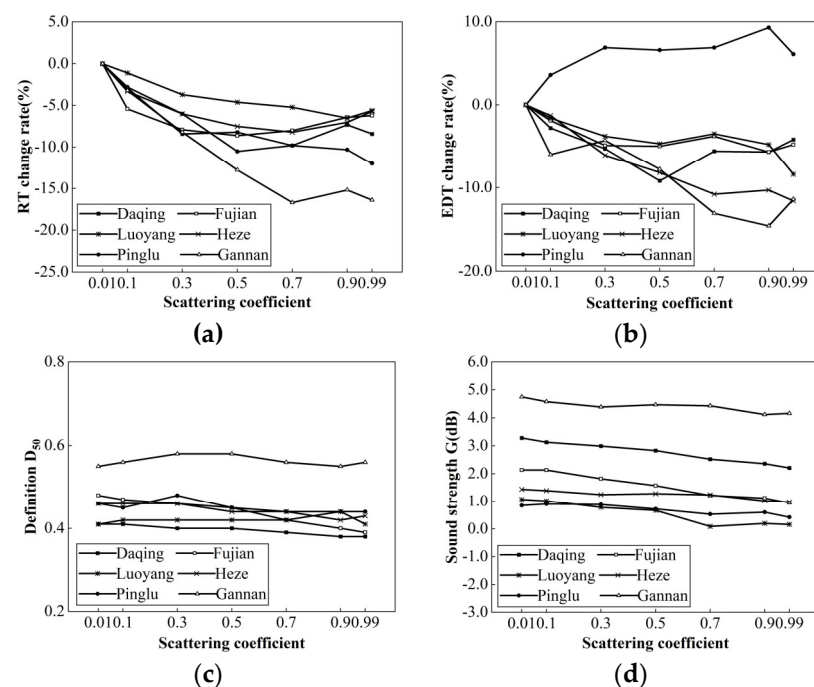 5.0
0.0
-5.0
-10.0
-15.0
-20.0
-25.0
RT change rate(%)
Daqing Fujian
Luoyang Heze
Pinglu Gannan
0.010.1 0.3 0.5 0.7 0.90.99
Scattering coefficient
(a)
10.0
0.0
-10.0
-20.0
EDT change rate(%)
Daqing Fujian
Luoyang Heze
Pinglu Gannan
0.010.1 0.3 0.5 0.7 0.90.99
Scattering coefficient
(b)
0.8
0.6
0.4
0.2
Definition D50
Daqing Fujian
Luoyang Heze
Pinglu Gannan
0.010.1 0.3 0.5 0.7 0.90.99
Scattering coefficient
(c)
6.0
5.0
4.0
3.0
2.0
1.0
0.0
-1.0
-2.0
-3.0
Sound strength G(dB)
Daqing Fujian
Luoyang Heze
Pinglu Gannan
0.010.1 0.3 0.5 0.7 0.90.99
Scattering coefficient
(d)